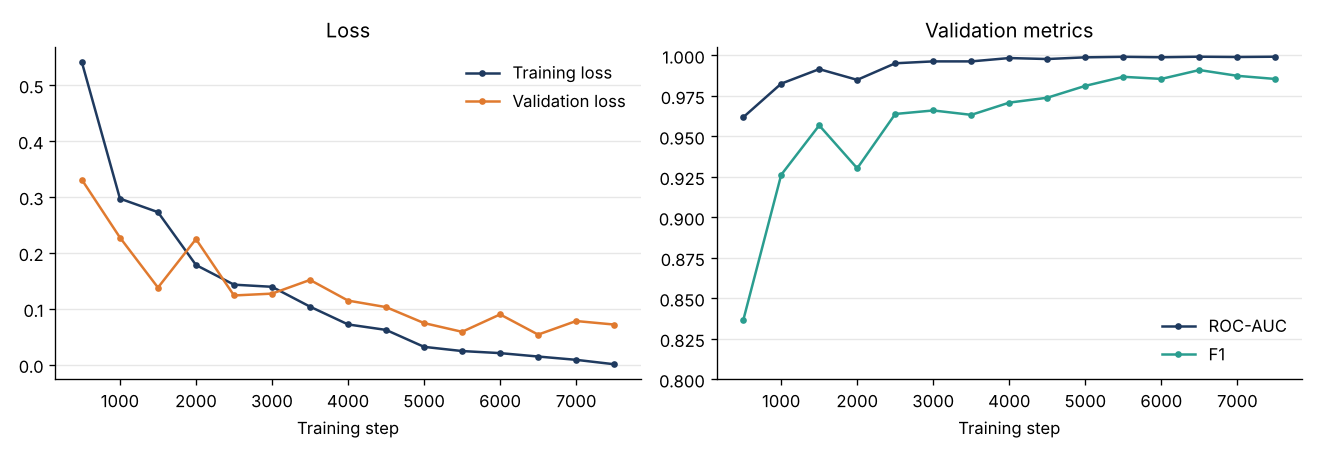 Loss
Training loss
Validation loss
0.5
0.4
0.3
0.2
0.1
0.0
1000 2000 3000 4000 5000 6000 7000
Training step
Validation metrics
1.000
0.975
0.950
0.925
0.900
0.875
0.850
0.825
0.800
ROC-AUC
F1
1000 2000 3000 4000 5000 6000 7000
Training step